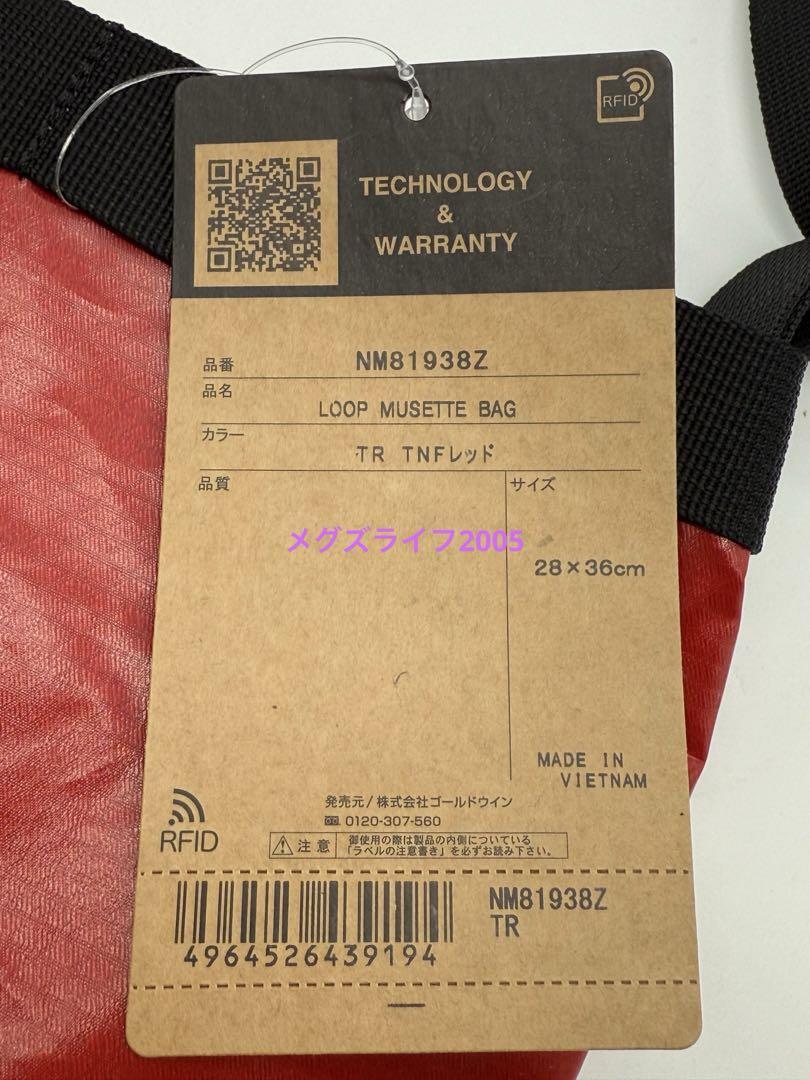 RFID
TECHNOLOGY
&
WARRANTY
品番 NM81938Z
品名
LOOP MUSETTE BAG
カラー
TR TNFレッド
品質
サイズ
メグズライフ2005
28×36cm
MADE IN
VIETNAM
発売元/株式会社ゴールドウイン
0120-307-560
RFID
注意
御使用の際は製品の内側についている
「ラベルの注意書き」を必ずお読み下さい。
NM81938Z
TR
4964526439194